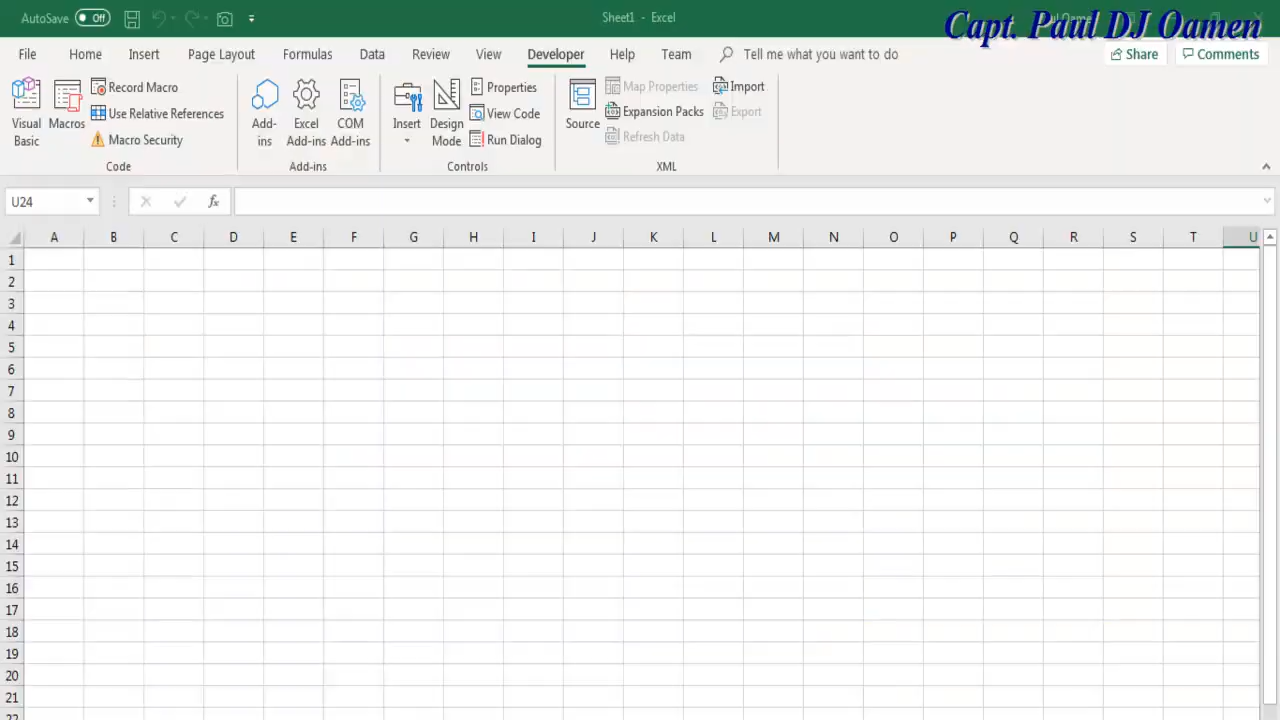 AutoSave Off Sheet1 - Excel
Capt. Paul DJ Oamen
File Home Insert Page Layout Formulas Data Review View Developer Help Team Tell me what you want to do Share Comments
Visual Basic
Macros
Record Macro
Use Relative References
Macro Security
Code
Add-ins
Excel Add-ins
COM Add-ins
Add-ins
Insert
Design Mode
Properties
View Code
Run Dialog
Controls
Source
Map Properties
Expansion Packs
Refresh Data
Import
Export
XML
U24 fx
A B C D E F G H I J K L M N O P Q R S T U
1
2
3
4
5
6
7
8
9
10
11
12
13
14
15
16
17
18
19
20
21
22